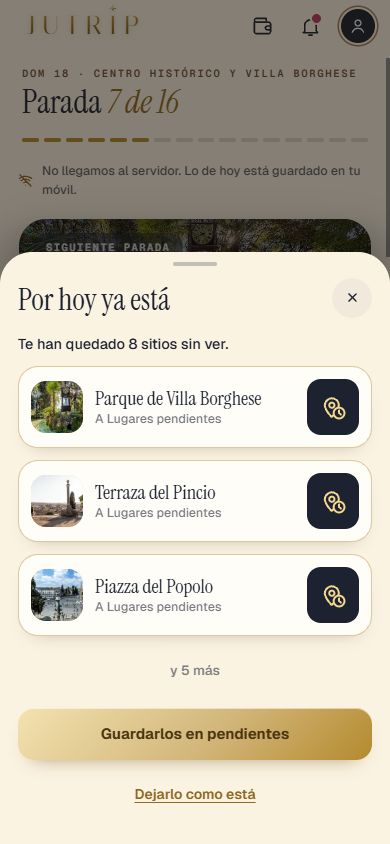 JUTRIP
DOM 18 · CENTRO HISTÓRICO Y VILLA BORGHESE
Parada 7 de 16
No llegamos al servidor. Lo de hoy está guardado en tu
móvil.
SIGUIENTE PARADA
Por hoy ya está
Te han quedado 8 sitios sin ver.
Parque de Villa Borghese
A Lugares pendientes
Terraza del Pincio
A Lugares pendientes
Piazza del Popolo
A Lugares pendientes
y 5 más
Guardarlos en pendientes
Dejarlo como está